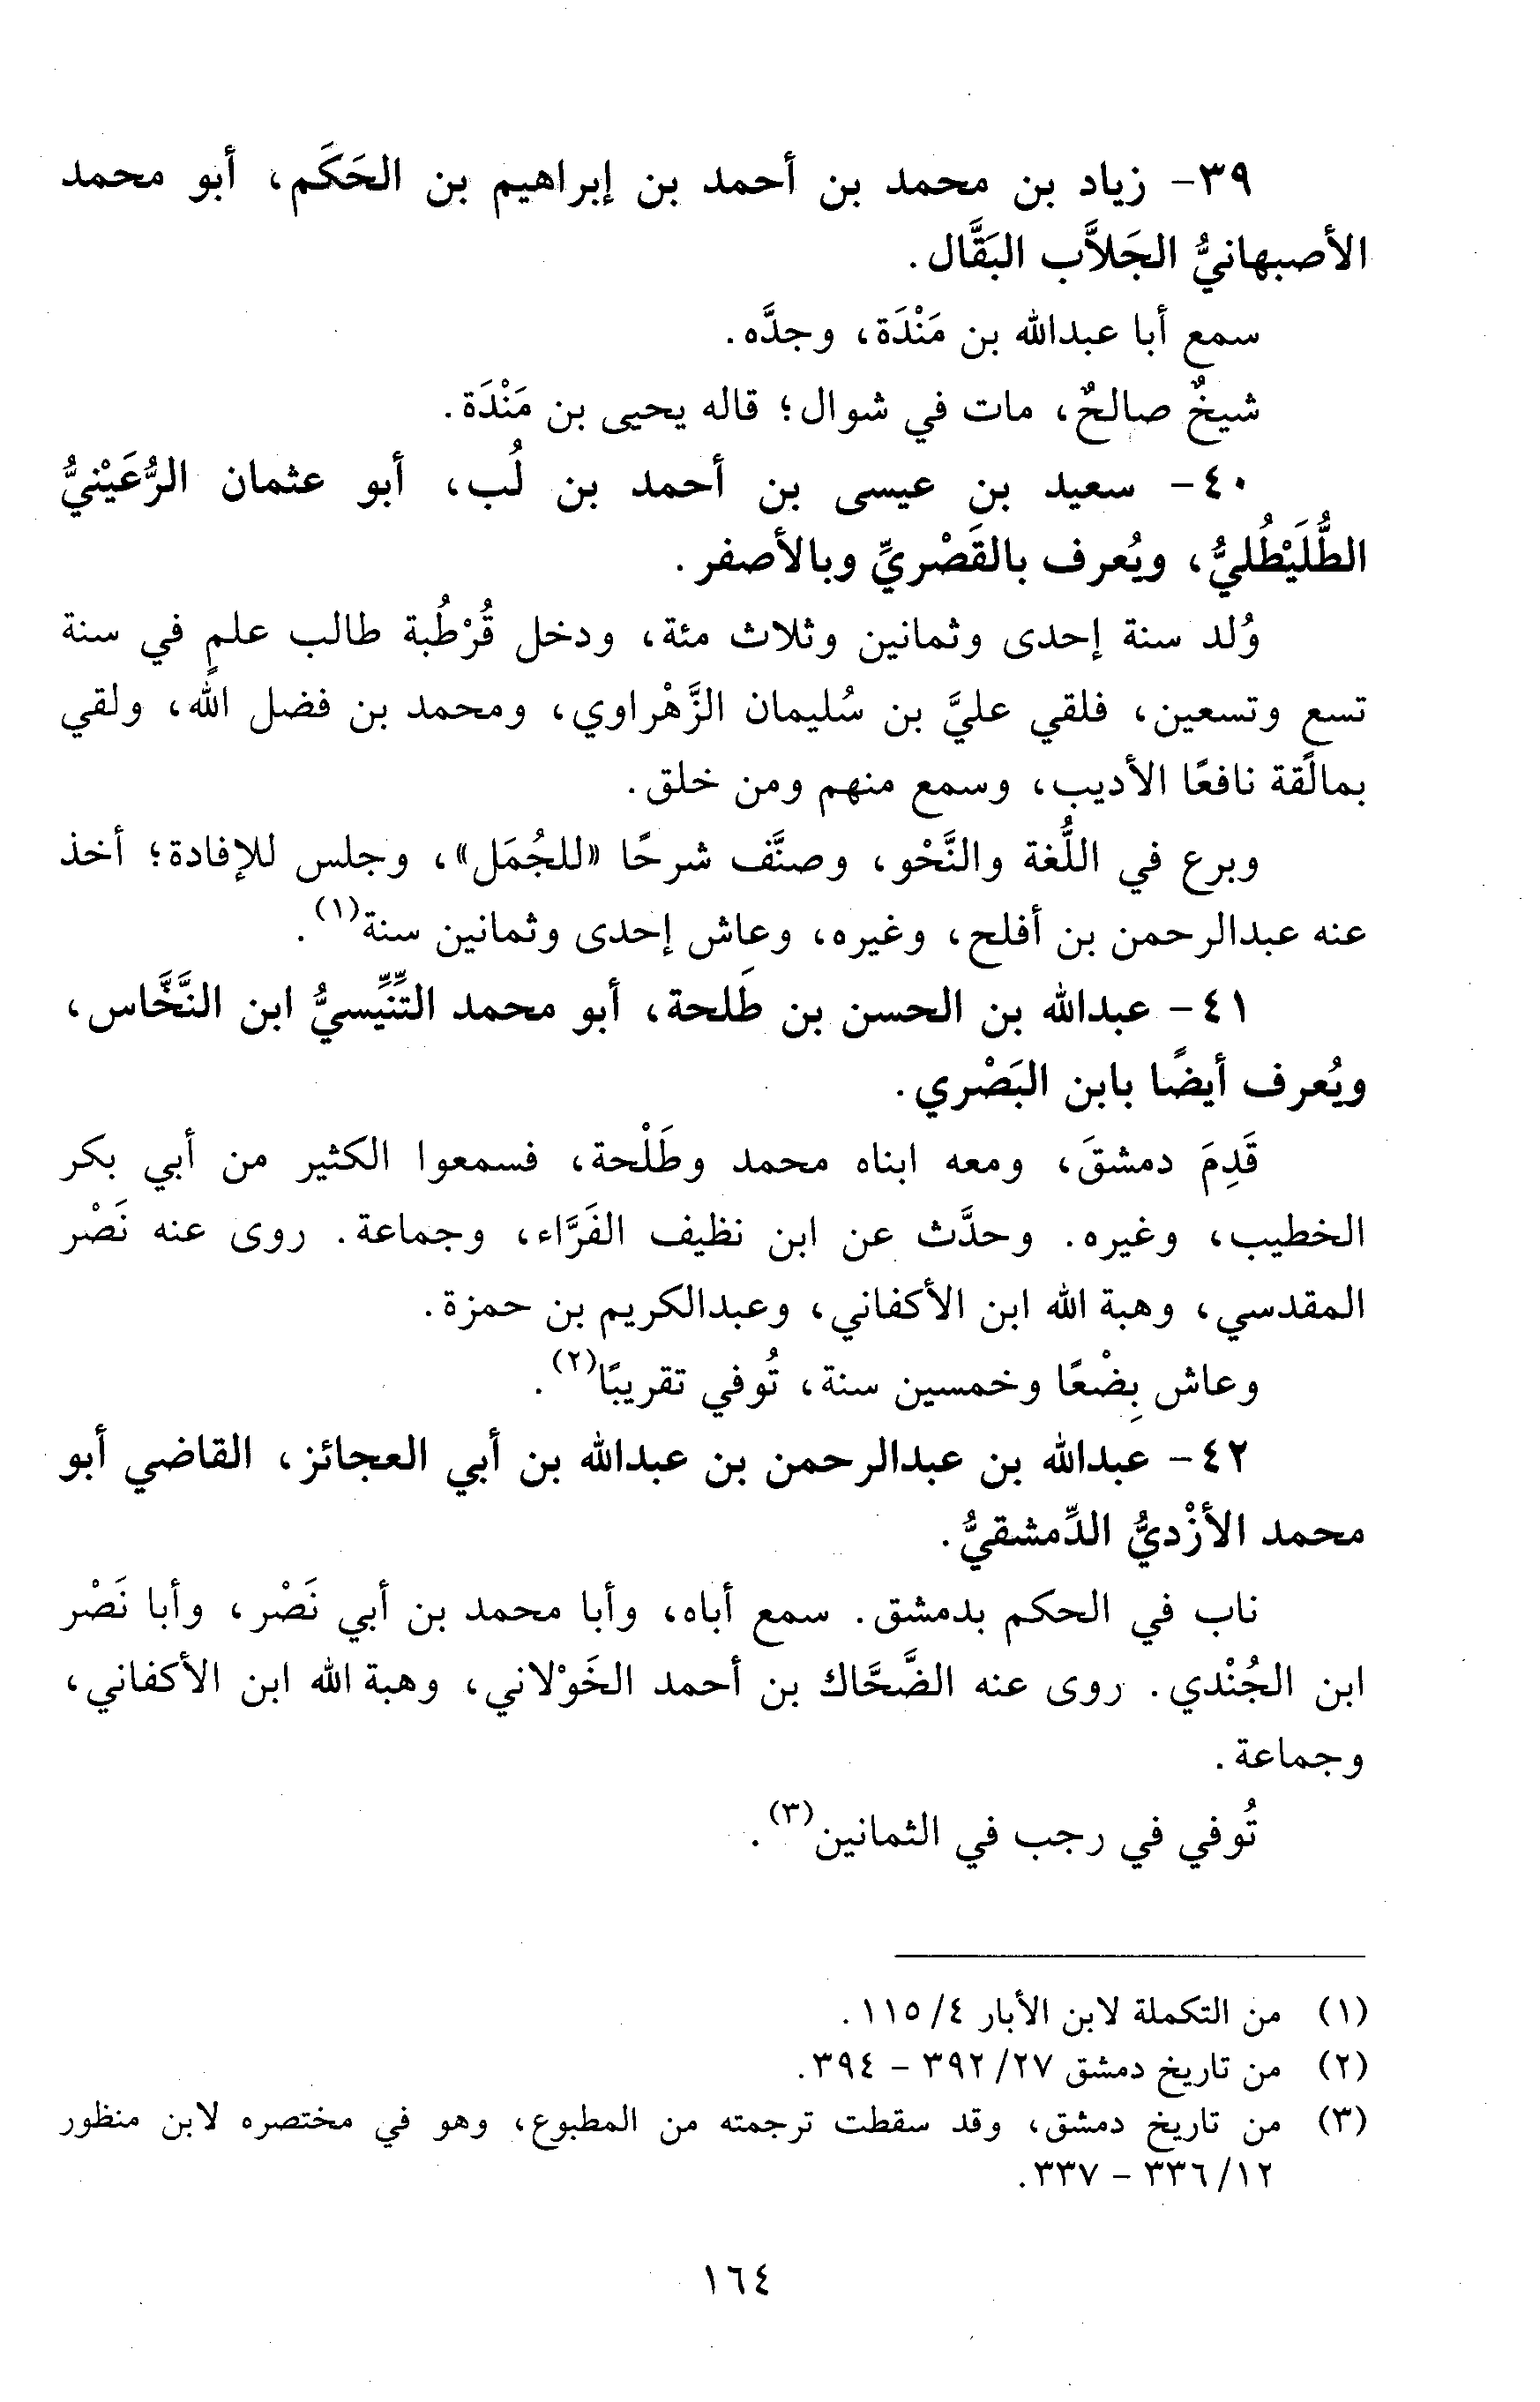 ٣٩- زياد بن محمد بن أحمد بن إبراهيم بن الحَكَم، أبو محمد
الأصبهانيُّ الجَلاَّب البَقَّال.
سمع أبا عبدالله بن مَنْدَة، وجدَّه.
شيخٌ صالحٌ، مات في شوال؛ قاله يحيى بن مَنْدَة.
٤٠- سعيد بن عيسى بن أحمد بن لُب، أبو عثمان الرُّعَيْنيُّ
الطُّلَيْطُليُّ، ويُعرف بالقَصْريِّ وبالأصفر.
وُلد سنة إحدى وثمانين وثلاث مئة، ودخل قُرْطُبة طالب علمٍ في سنة
تسع وتسعين، فلقي عليَّ بن سُليمان الزَّهْراوي، ومحمد بن فضل الله، ولقي
بمالَقة نافعًا الأديب، وسمع منهم ومن خلق.
وبرع في اللُّغة والنَّحْو، وصنَّف شرحًا «للجُمَل»، وجلس للإفادة؛ أخذ
عنه عبدالرحمن بن أفلح، وغيره، وعاش إحدى وثمانين سنة(١).
٤١- عبدالله بن الحسن بن طَلحة، أبو محمد التِّنِّيسيُّ ابن النَّخَّاس،
ويُعرف أيضًا بابن البَصْري.
قَدِمَ دمشقَ، ومعه ابناه محمد وطَلْحة، فسمعوا الكثير من أبي بكر
الخطيب، وغيره. وحدَّث عن ابن نظيف الفَرَّاء، وجماعة. روى عنه نَصْر
المقدسي، وهبة الله ابن الأكفاني، وعبدالكريم بن حمزة.
وعاش بِضْعًا وخمسين سنة، تُوفي تقريبًا(٢).
٤٢- عبدالله بن عبدالرحمن بن عبدالله بن أبي العجائز، القاضي أبو
محمد الأزْديُّ الدِّمشقيُّ.
ناب في الحكم بدمشق. سمع أباه، وأبا محمد بن أبي نَصْر، وأبا نَصْر
ابن الجُنْدي. روى عنه الضَّحَّاك بن أحمد الخَوْلاني، وهبة الله ابن الأكفاني،
وجماعة.
تُوفي في رجب في الثمانين(٣).
(١) من التكملة لابن الأبار ٤/ ١١٥.
(٢) من تاريخ دمشق ٢٧/ ٣٩٢ - ٣٩٤.
(٣) من تاريخ دمشق، وقد سقطت ترجمته من المطبوع، وهو في مختصره لابن منظور
١٢/ ٣٣٦ - ٣٣٧.
١٦٤